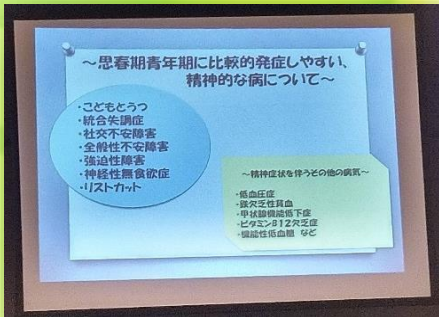 ～思春期青年期に比較的発症しやすい、
精神的な病について～
・こどもとうつ
・統合失調症
・社交不安障害
・全般性不安障害
・強迫性障害
・神経性無食欲症
・リストカット
～精神症状を伴うその他の病気～
・低血圧症
・鉄欠乏性貧血
・甲状腺機能低下症
・ビタミンB12欠乏症
・機能性低血糖 など